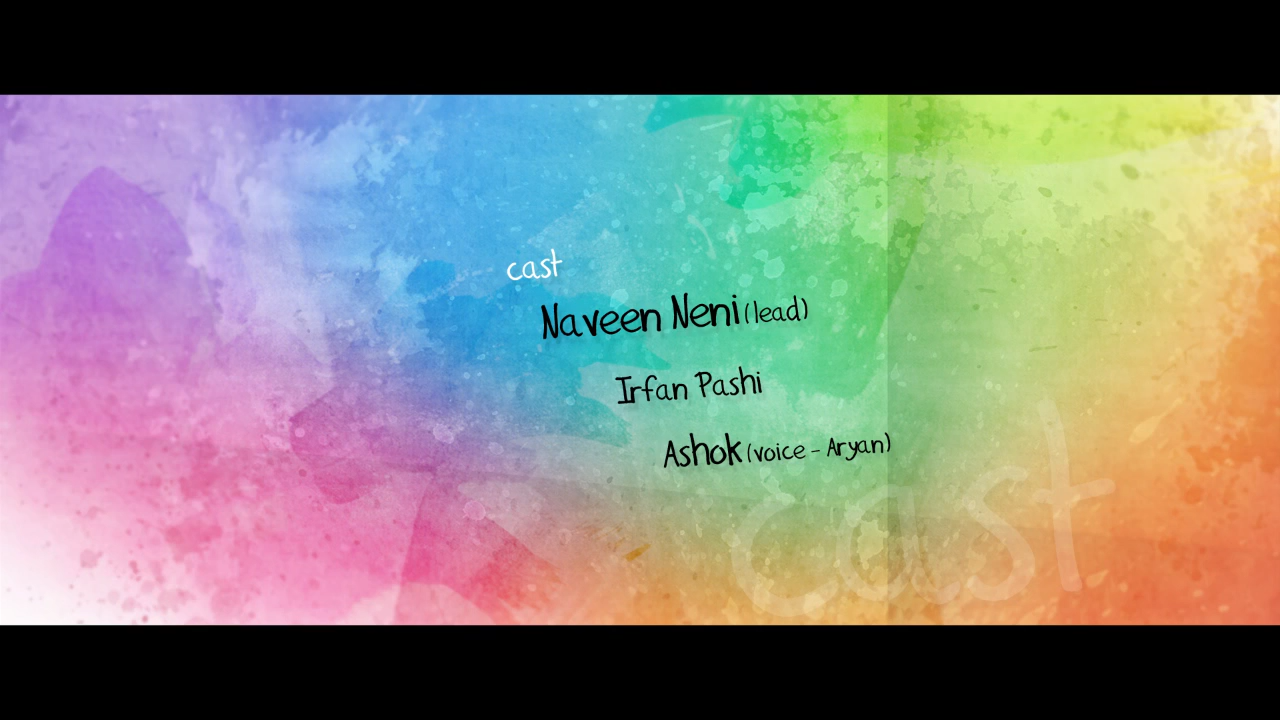 cast
Naveen Neni (lead)
Irfan Pashi
Ashok (voice - Aryan)
cast